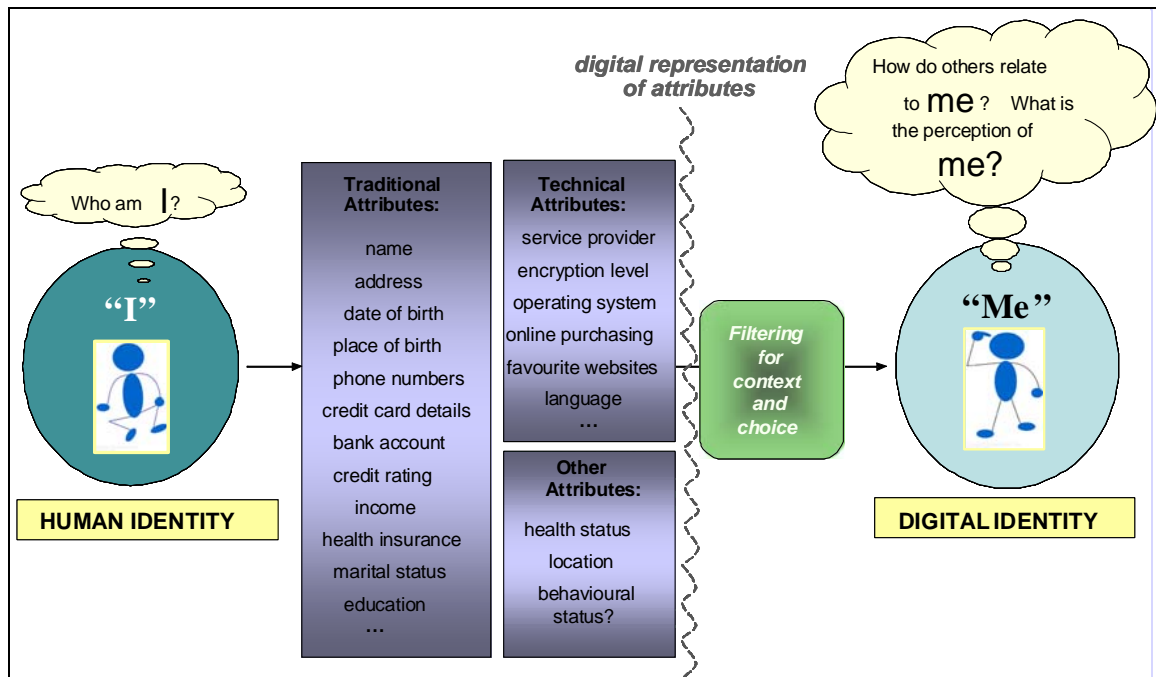 digital representation
of attributes
How do others relate
to me ? What is
the perception of
me?
Who am I ?
“I”
HUMAN IDENTITY
Traditional
Attributes:
name
address
date of birth
place of birth
phone numbers
credit card details
bank account
credit rating
income
health insurance
marital status
education
…
Technical
Attributes:
service provider
encryption level
operating system
online purchasing
favourite websites
language
…
Other
Attributes:
health status
location
behavioural
status?
Filtering
for
context
and
choice
“Me”
DIGITAL IDENTITY